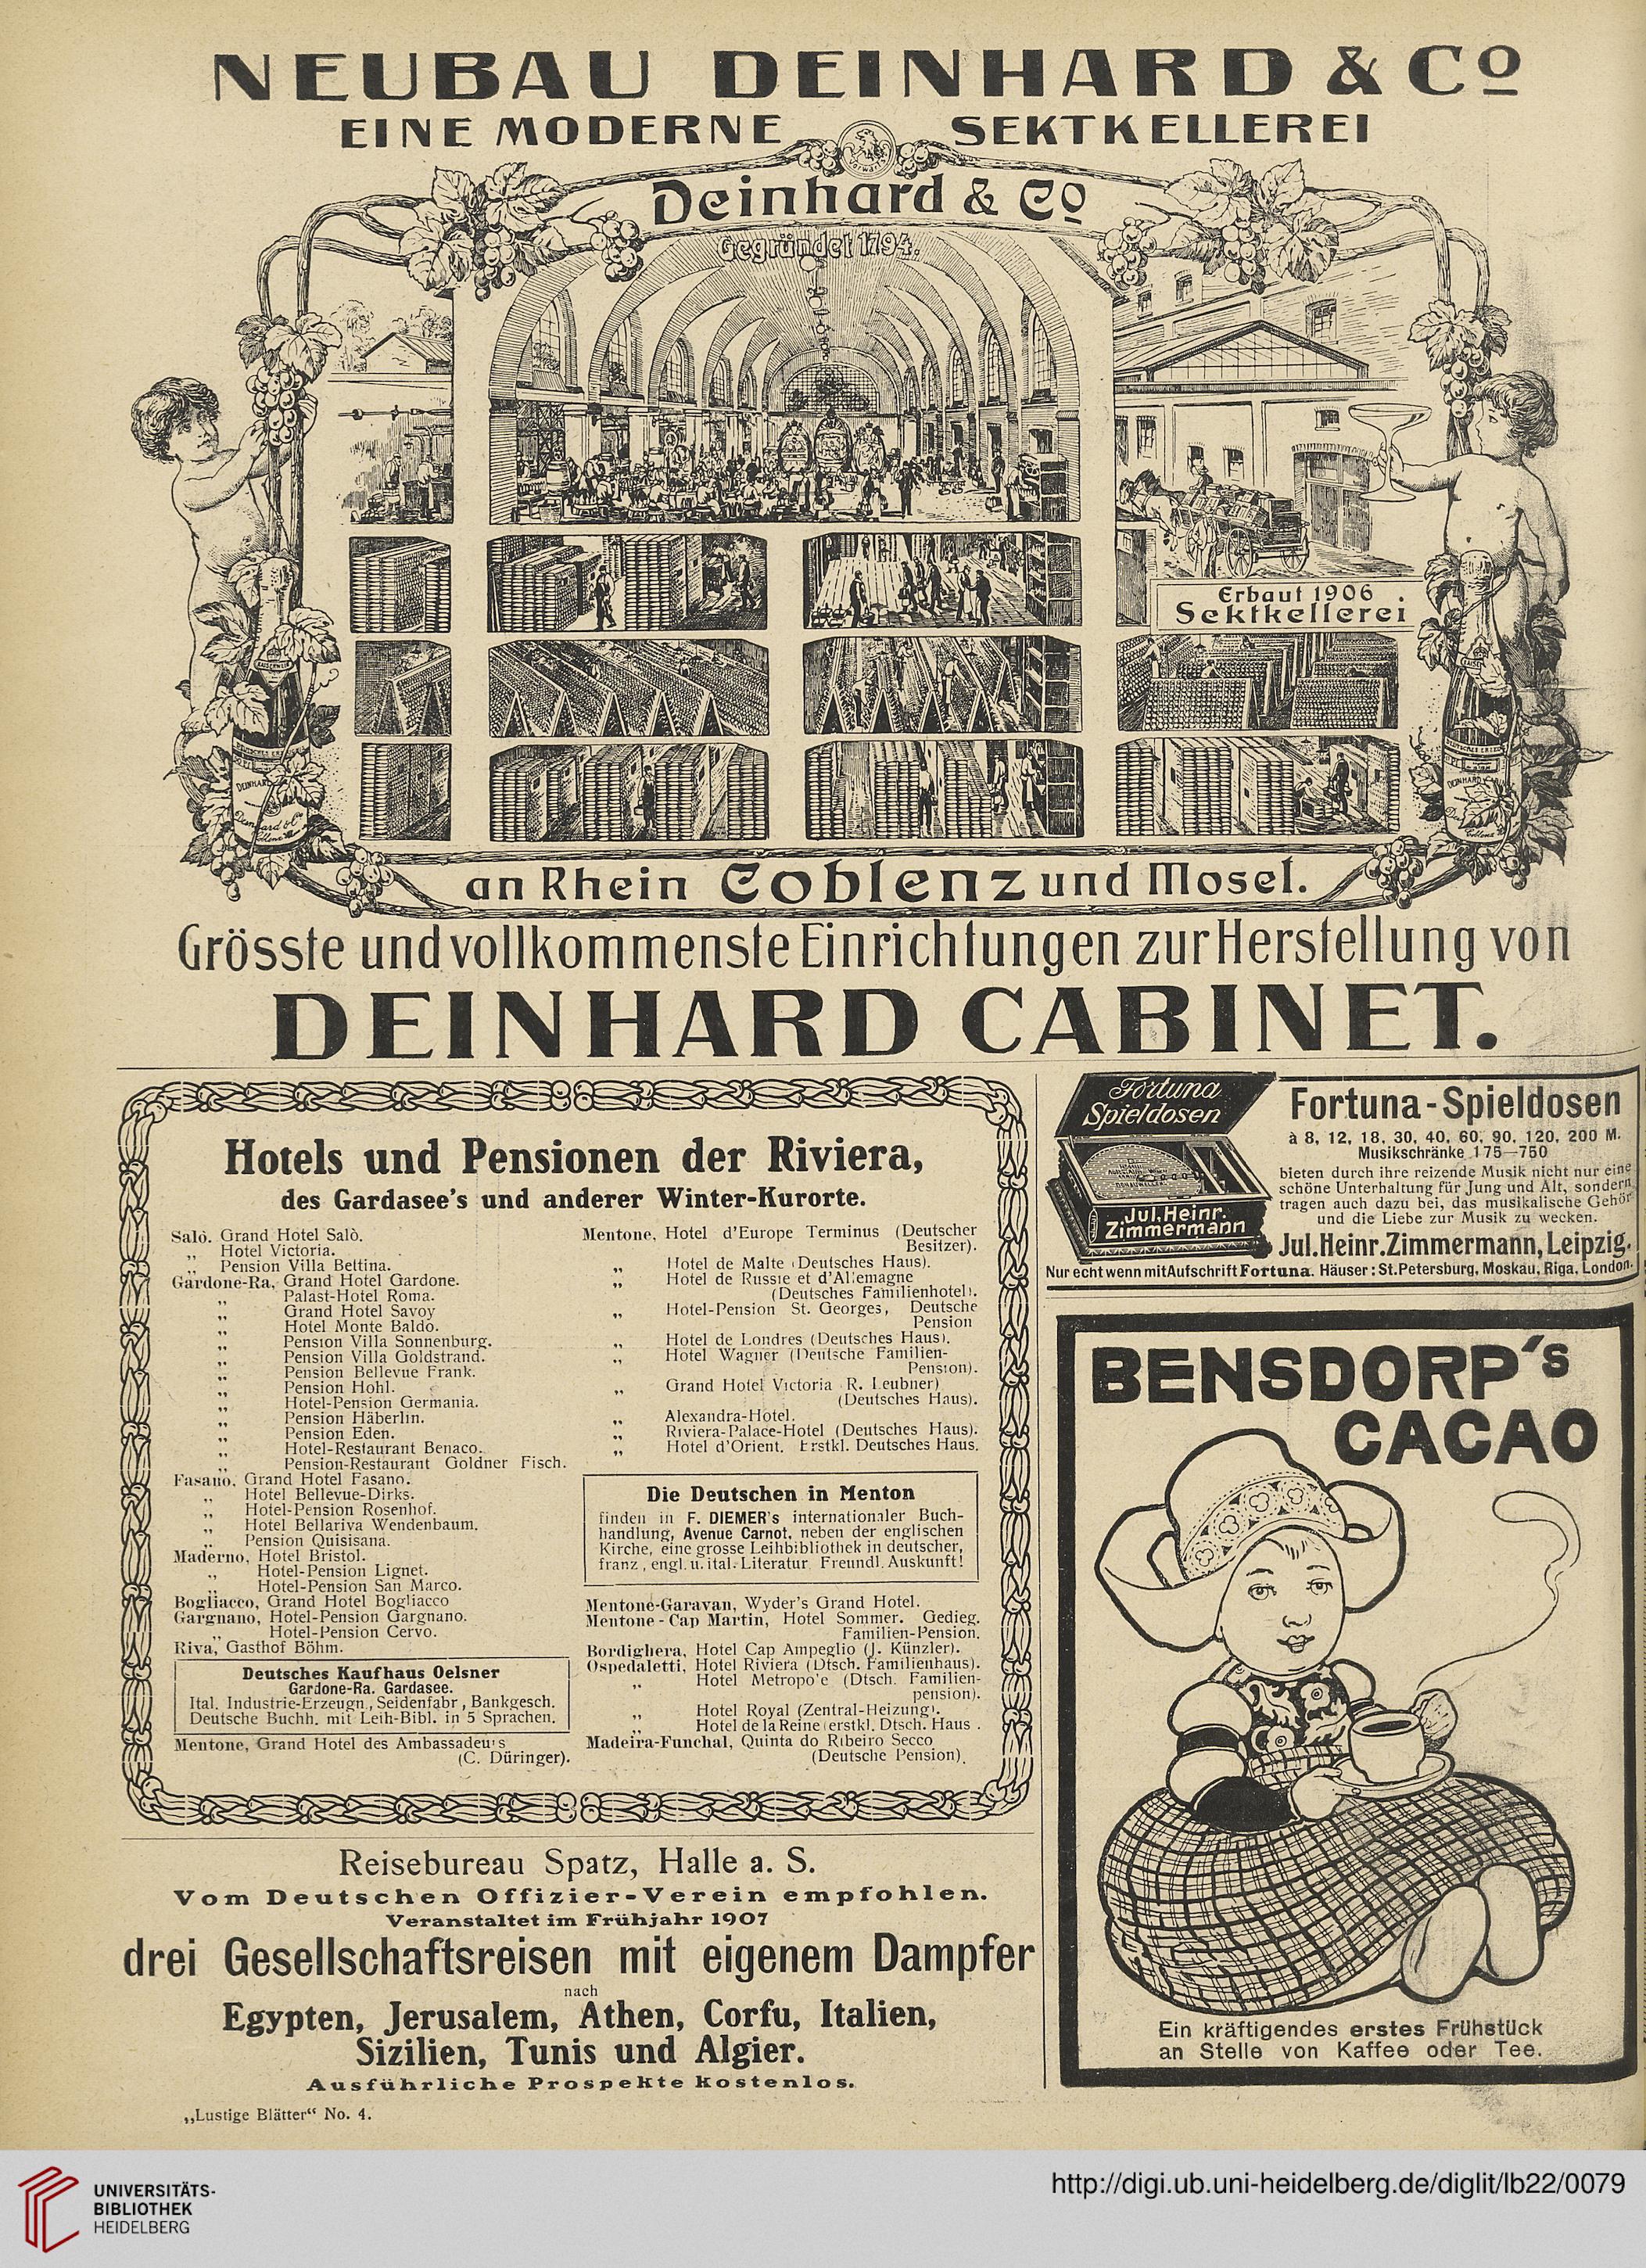 NEUBAU DEINHARD & Co
EINE MODERNE SEKTKELLEREI
Deinhard & Co
Gegründet 1794.
Erbaut 1906
Sektkellerei
an Rhein Coblenz und Mosel.
Grösste und vollkommenste Einrichtungen zur Herstellung von
DEINHARD CABINET.
Hotels und Pensionen der Riviera,
des Gardasee's und anderer Winter-Kurorte.
Salò. Grand Hotel Salò.
„ Hotel Victoria.
„ Pension Villa Bettina.
Gardone-Ra, Grand Hotel Gardone.
„ Palast-Hotel Roma.
„ Grand Hotel Savoy
„ Hotel Monte Baldo.
„ Pension Villa Sonnenburg.
„ Pension Villa Goldstrand.
„ Pension Bellevue Frank.
„ Pension Hohl.
„ Hotel-Pension Germania.
„ Pension Häberlin.
„ Pension Eden.
„ Hotel-Restaurant Benaco.
„ Pension-Restaurant Goldner Fisch.
Fasano, Grand Hotel Fasano.
„ Hotel Bellevue-Dirks.
„ Hotel-Pension Rosenhof.
„ Hotel Bellariva Wendenbaum.
„ Pension Quisisana.
Maderno, Hotel Bristol.
„ Hotel-Pension Lignet.
„ Hotel-Pension San Marco.
Bogliacco, Grand Hotel Bogliacco
Gargnano, Hotel-Pension Gargnano.
„ Hotel-Pension Cervo.
Riva, Gasthof Böhm.
Deutsches Kaufhaus Oelsner
Gardone-Ra. Gardasee.
Ital. Industrie-Erzeugn., Seidenfabr, Bankgesch.
Deutsche Buchh. mit Leih-Bibl. in 5 Sprachen.
Mentone, Grand Hotel des Ambassadeurs
(C. Düringer).
Mentone, Hotel d'Europe Terminus (Deutscher
Besitzer).
„ Hotel de Malte (Deutsches Haus).
„ Hotel de Russie et d'Allemagne
(Deutsches Familienhotel).
„ Hotel-Pension St. Georges, Deutsche
Pension
„ Hotel de Londres (Deutsches Haus).
„ Hotel Wagner (Deutsche Familien-
Pension).
„ Grand Hotel Victoria R. Leubner)
(Deutsches Haus).
„ Alexandra-Hotel.
„ Riviera-Palace-Hotel (Deutsches Haus).
„ Hotel d'Orient. Erstkl. Deutsches Haus.
Die Deutschen in Menton
finden in F. DIEMER's internationaler Buch-
handlung, Avenue Carnot, neben der englischen
Kirche, eine grosse Leihbibliothek in deutscher,
franz, engl. u. ital. Literatur Freundl. Auskunft!
Mentone-Garavan, Wyder's Grand Hotel.
Mentone-Cap Martin, Hotel Sommer. Gedieg.
Familien-Pension.
Bordighera, Hotel Cap Ampeglio (J. Künzler).
Ospedaletti, Hotel Riviera (Dtsch. Familienhaus).
„ Hotel Metropole (Dtsch. Familien-
pension).
„ Hotel Royal (Zentral-Heizung).
„ Hotel de la Reine (erstkl. Dtsch. Haus .
Madeira-Funchal, Quinta do Ribeiro Secco
(Deutsche Pension).
Fortuna
Spieldosen
Jul. Heinr.
Zimmermann
Fortuna-Spieldosen
à 8, 12, 18, 30, 40, 60, 90, 120, 200 M.
Musikschränke 175—750
bieten durch ihre reizende Musik nicht nur eine
schöne Unterhaltung für Jung und Alt, sondern
tragen auch dazu bei, das musikalische Gehör
und die Liebe zur Musik zu wecken.
Jul. Heinr. Zimmermann, Leipzig.
Nur echt wenn mit Aufschrift Fortuna. Häuser: St. Petersburg, Moskau, Riga, London.
BENSDORP's
CACAO
Ein kräftigendes erstes Frühstück
an Stelle von Kaffee oder Tee.
Reisebureau Spatz, Halle a. S.
Vom Deutschen Offizier-Verein empfohlen.
Veranstaltet im Frühjahr 1907
drei Gesellschaftsreisen mit eigenem Dampfer
nach
Egypten, Jerusalem, Athen, Corfu, Italien,
Sizilien, Tunis und Algier.
Ausführliche Prospekte kostenlos.
„Lustige Blätter“ No. 4.
UNIVERSITÄTS-
BIBLIOTHEK
HEIDELBERG
http://digi.ub.uni-heidelberg.de/diglit/lb22/0079